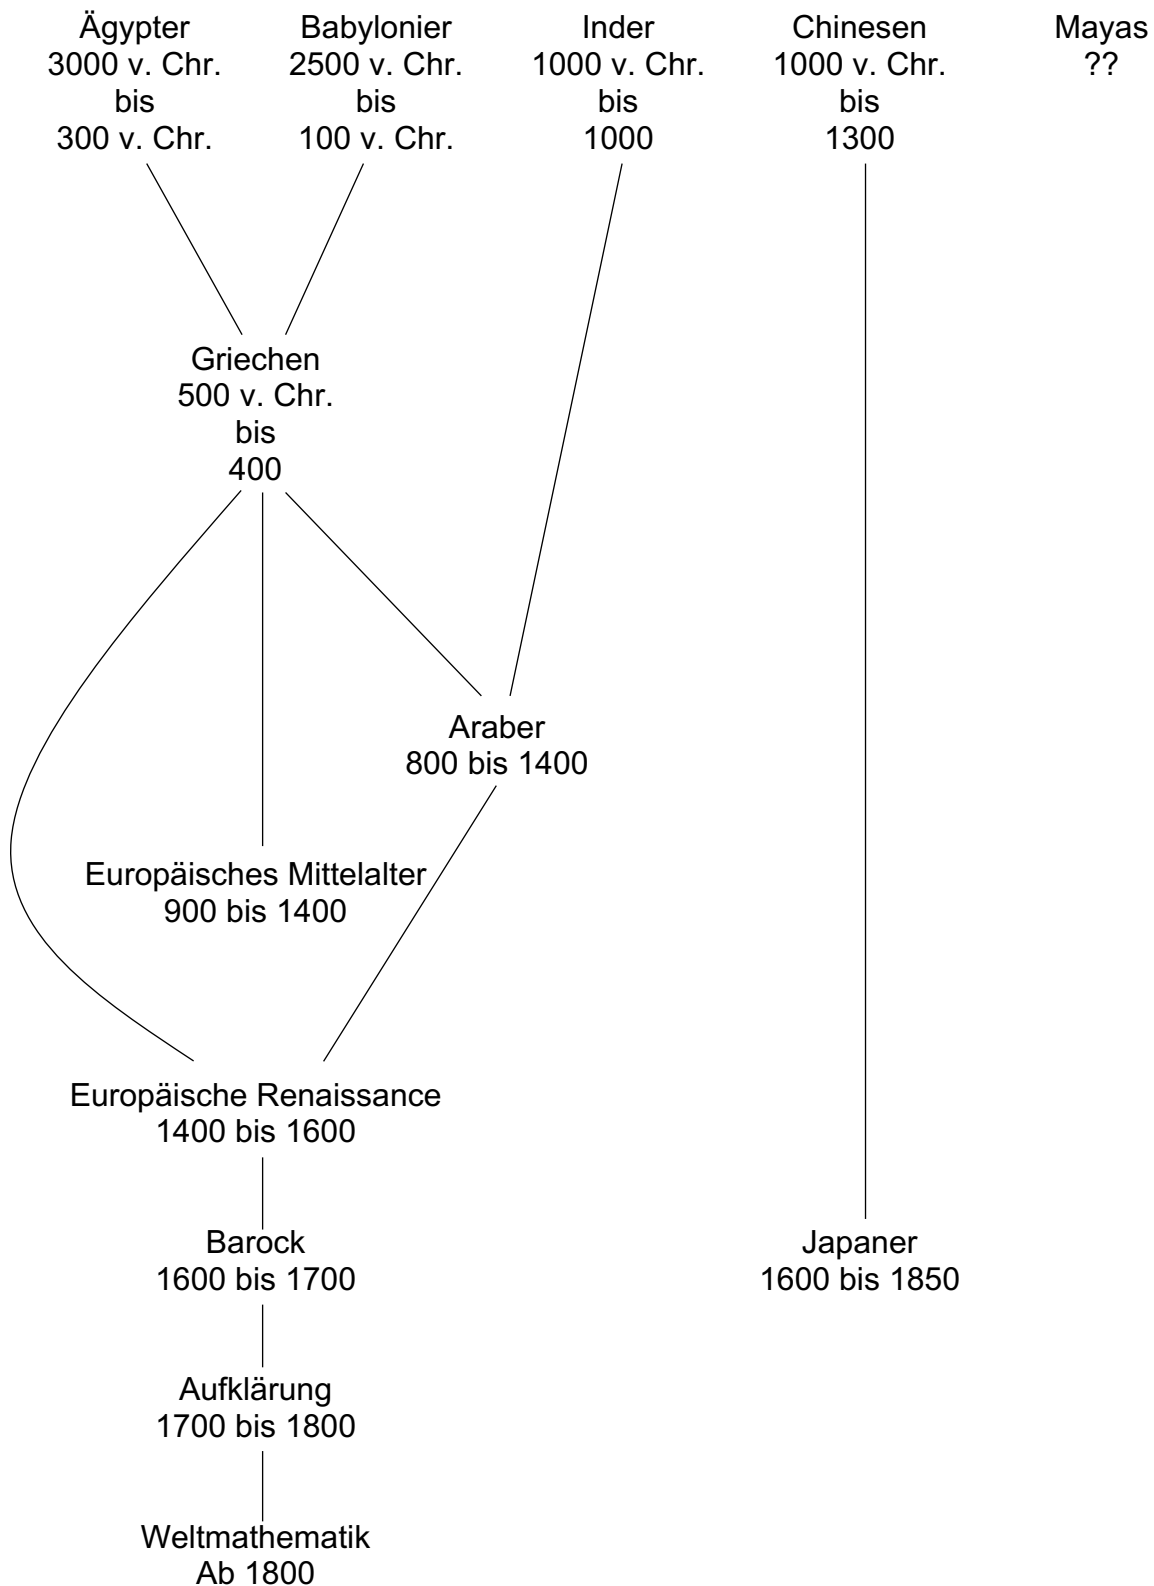 Ägypter
3000 v. Chr.
bis
300 v. Chr.
Babylonier
2500 v. Chr.
bis
100 v. Chr.
Inder
1000 v. Chr.
bis
1000
Chinesen
1000 v. Chr.
bis
1300
Mayas
??
Griechen
500 v. Chr.
bis
400
Araber
800 bis 1400
Europäisches Mittelalter
900 bis 1400
Europäische Renaissance
1400 bis 1600
Barock
1600 bis 1700
Japaner
1600 bis 1850
Aufklärung
1700 bis 1800
Weltmathematik
Ab 1800